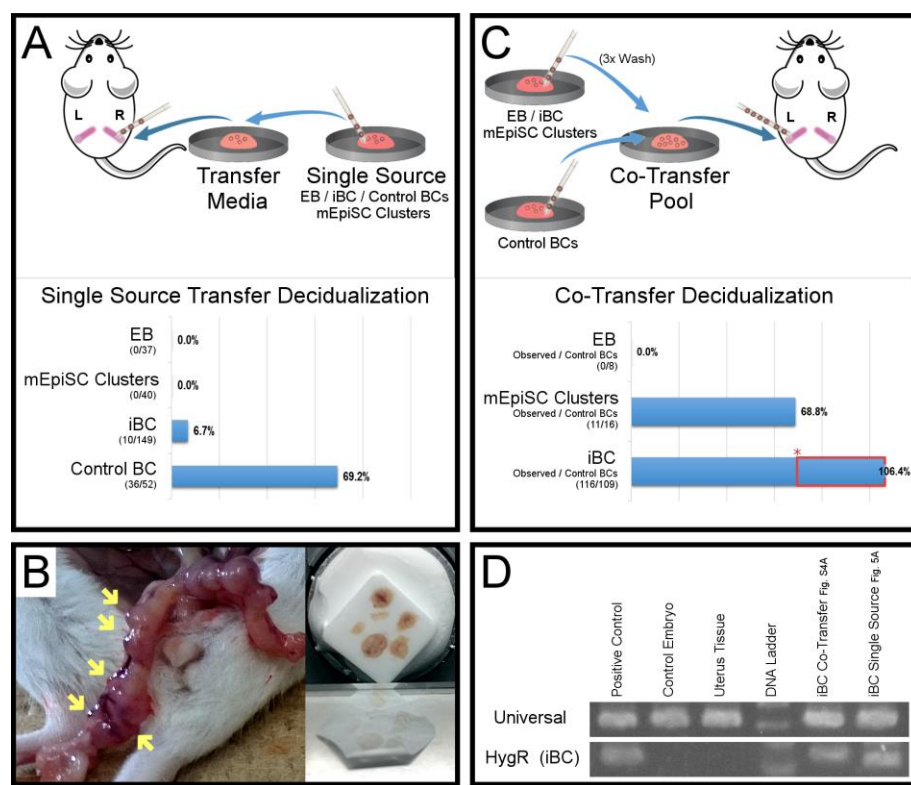 A
L R
Transfer
Media
Single Source
EB / iBC / Control BCs
mEpiSC Clusters
Single Source Transfer Decidualization
EB
(0/37)
0.0%
mEpiSC Clusters
(0/40)
0.0%
iBC
(10/149)
6.7%
Control BC
(36/52)
69.2%
C
(3x Wash)
EB / iBC
mEpiSC Clusters
L R
Co-Transfer
Pool
Control BCs
Co-Transfer Decidualization
EB
Observed / Control BCs
(0/8)
0.0%
mEpiSC Clusters
Observed / Control BCs
(11/16)
68.8%
*
iBC
Observed / Control BCs
(116/109)
106.4%
B
D
Positive Control
Control Embryo
Uterus Tissue
DNA Ladder
iBC Co-Transfer Fig. S4A
iBC Single Source Fig. 5A
Universal
HygR (iBC)